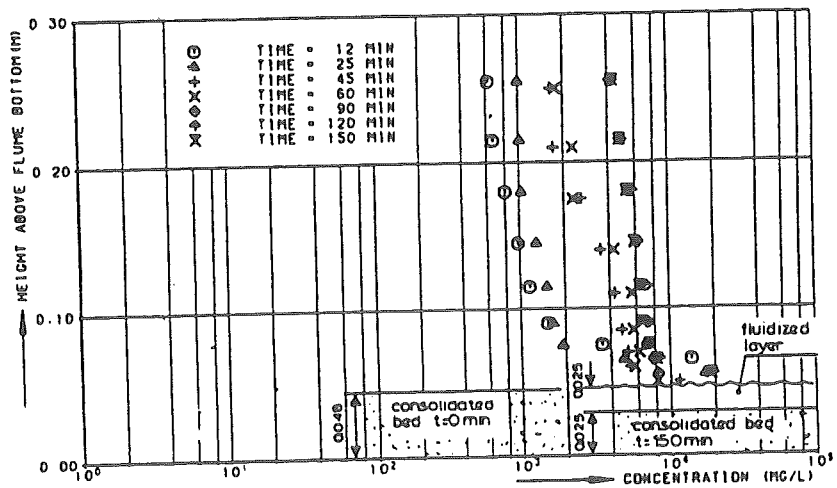 HEIGHT ABOVE FLUME BOTTOM (M)
0 30
0 20
0.10
0 00
TIME = 12 MIN
TIME = 25 MIN
TIME = 45 MIN
TIME = 60 MIN
TIME = 90 MIN
TIME = 120 MIN
TIME = 150 MIN
fluidized
layer
0.025
0.048
consolidated
bed t=0 min
0.025
consolidated bed
t=150 min
10⁰
10¹
10²
10³
10⁴
10⁵
CONCENTRATION (MG/L)